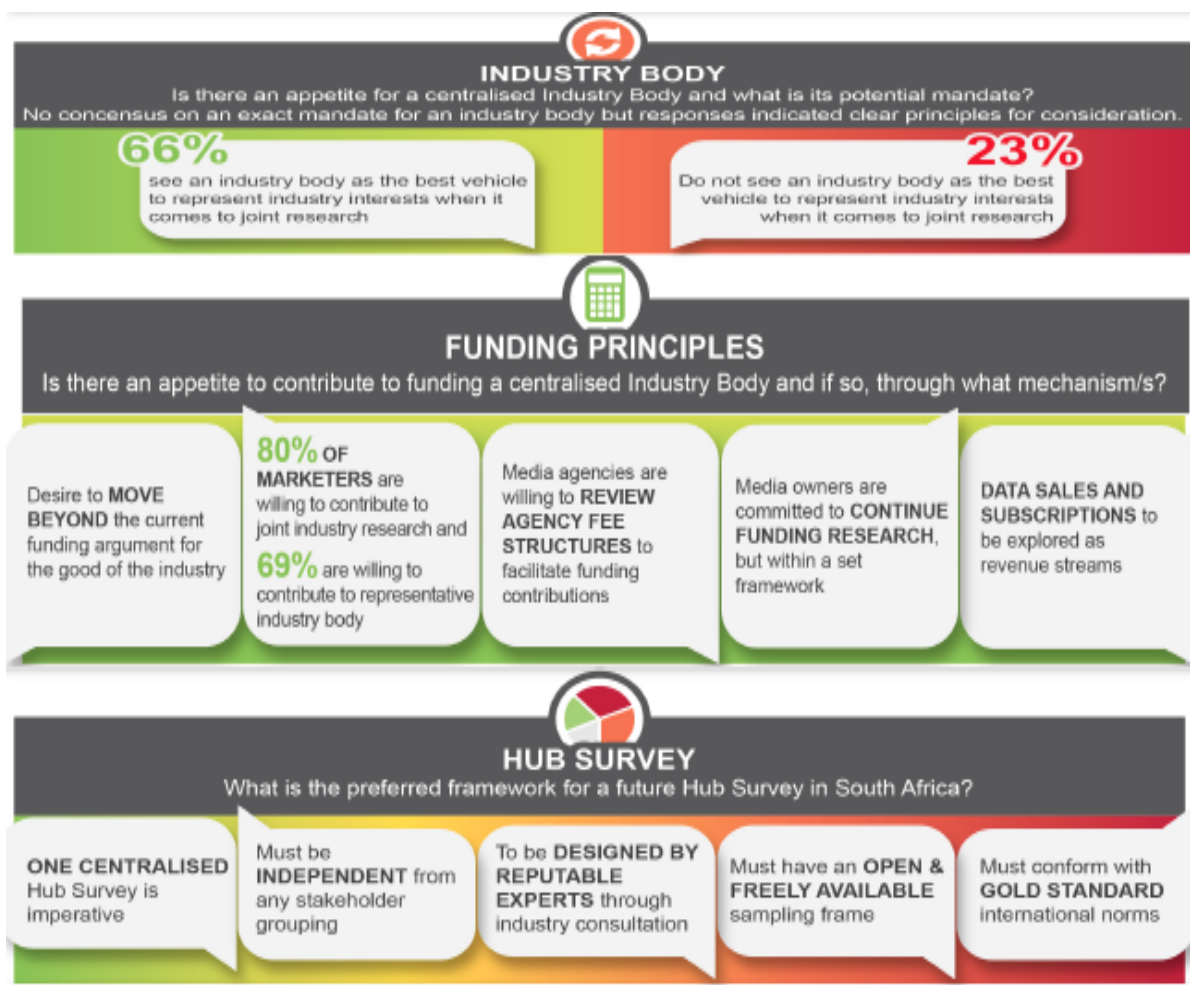 INDUSTRY BODY
Is there an appetite for a centralised Industry Body and what is its potential mandate?
No concensus on an exact mandate for an industry body but responses indicated clear principles for consideration.
66%
see an industry body as the best vehicle
to represent industry interests when it
comes to joint research
23%
Do not see an industry body as the best
vehicle to represent industry interests
when it comes to joint research
FUNDING PRINCIPLES
Is there an appetite to contribute to funding a centralised Industry Body and if so, through what mechanism/s?
Desire to MOVE
BEYOND the current
funding argument for
the good of the industry
80% OF
MARKETERS are
willing to contribute to
joint industry research and
69% are willing to
contribute to representative
industry body
Media agencies are
willing to REVIEW
AGENCY FEE
STRUCTURES to
facilitate funding
contributions
Media owners are
committed to CONTINUE
FUNDING RESEARCH,
but within a set
framework
DATA SALES AND
SUBSCRIPTIONS to
be explored as
revenue streams
HUB SURVEY
What is the preferred framework for a future Hub Survey in South Africa?
ONE CENTRALISED
Hub Survey is
imperative
Must be
INDEPENDENT from
any stakeholder
grouping
To be DESIGNED BY
REPUTABLE
EXPERTS through
industry consultation
Must have an OPEN &
FREELY AVAILABLE
sampling frame
Must conform with
GOLD STANDARD
international norms